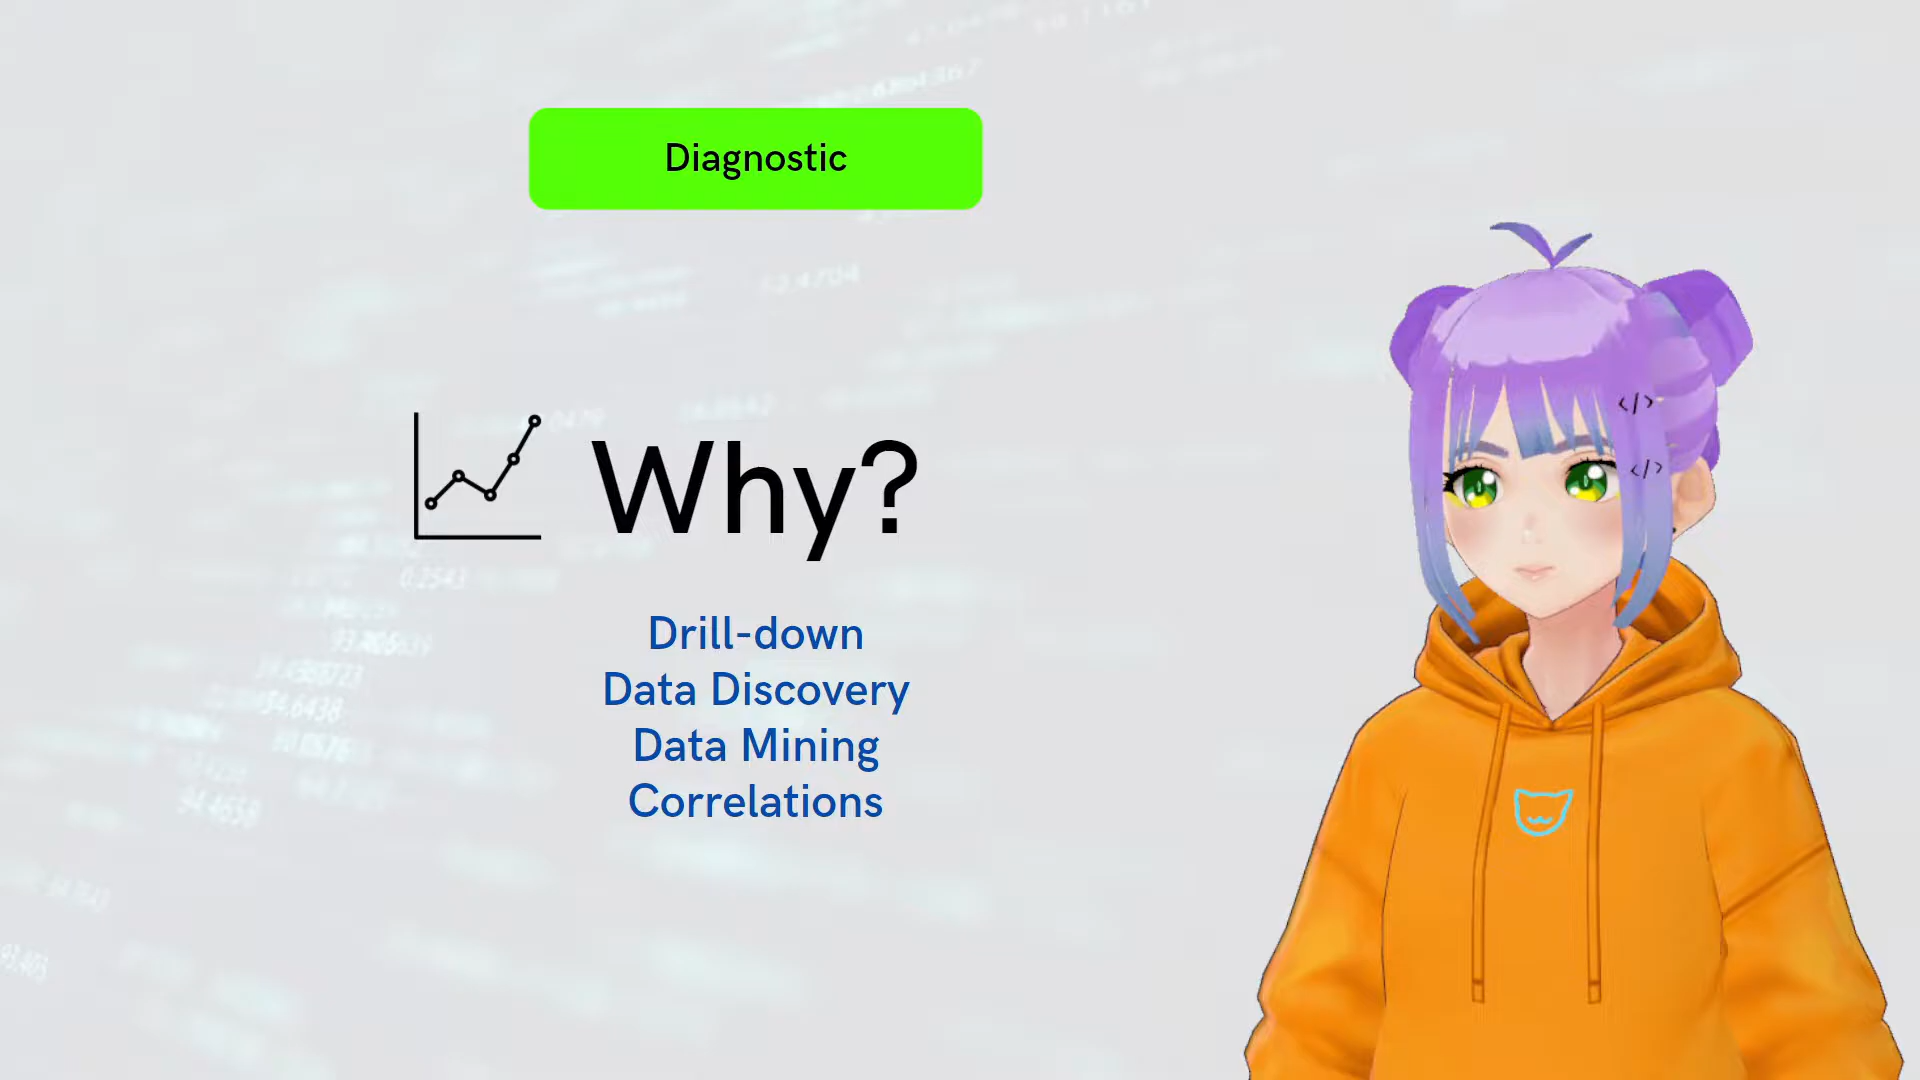 Diagnostic
Why?
Drill-down
Data Discovery
Data Mining
Correlations